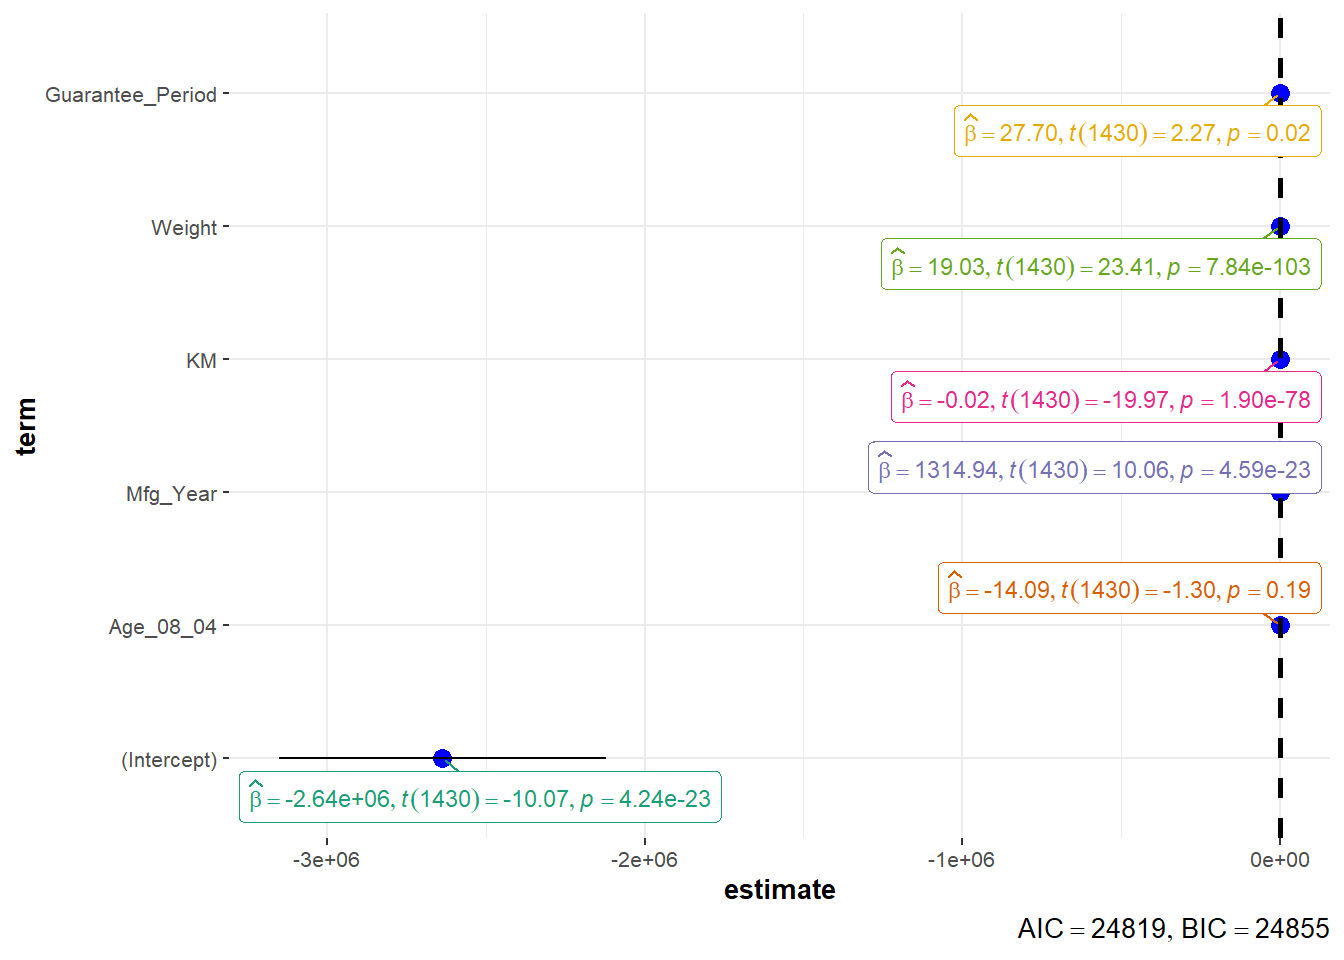 Guarantee_Period
β̂ = 27.70, t(1430) = 2.27, p = 0.02
Weight
β̂ = 19.03, t(1430) = 23.41, p = 7.84e-103
KM
β̂ = -0.02, t(1430) = -19.97, p = 1.90e-78
term
β̂ = 1314.94, t(1430) = 10.06, p = 4.59e-23
Mfg_Year
β̂ = -14.09, t(1430) = -1.30, p = 0.19
Age_08_04
(Intercept)
β̂ = -2.64e+06, t(1430) = -10.07, p = 4.24e-23
-3e+06 -2e+06 -1e+06 0e+00
estimate
AIC = 24819, BIC = 24855